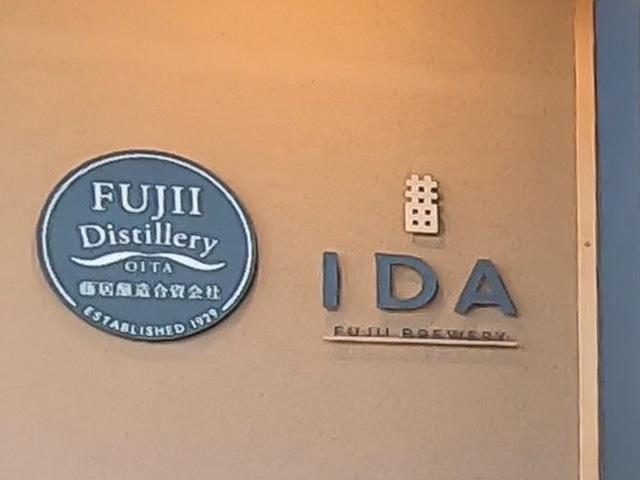 FUJII
Distillery
OITA
藤居醸造合資会社
ESTABLISHED 1929
IDA
FUJII BREWERY